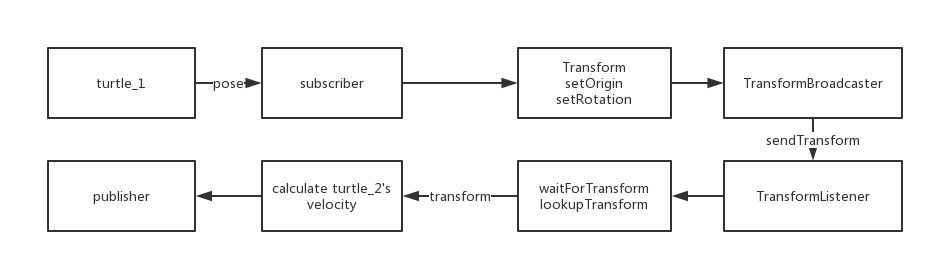 turtle_1
pose
subscriber
Transform
setOrigin
setRotation
TransformBroadcaster
sendTransform
TransformListener
waitForTransform
lookupTransform
transform
calculate turtle_2's
velocity
publisher